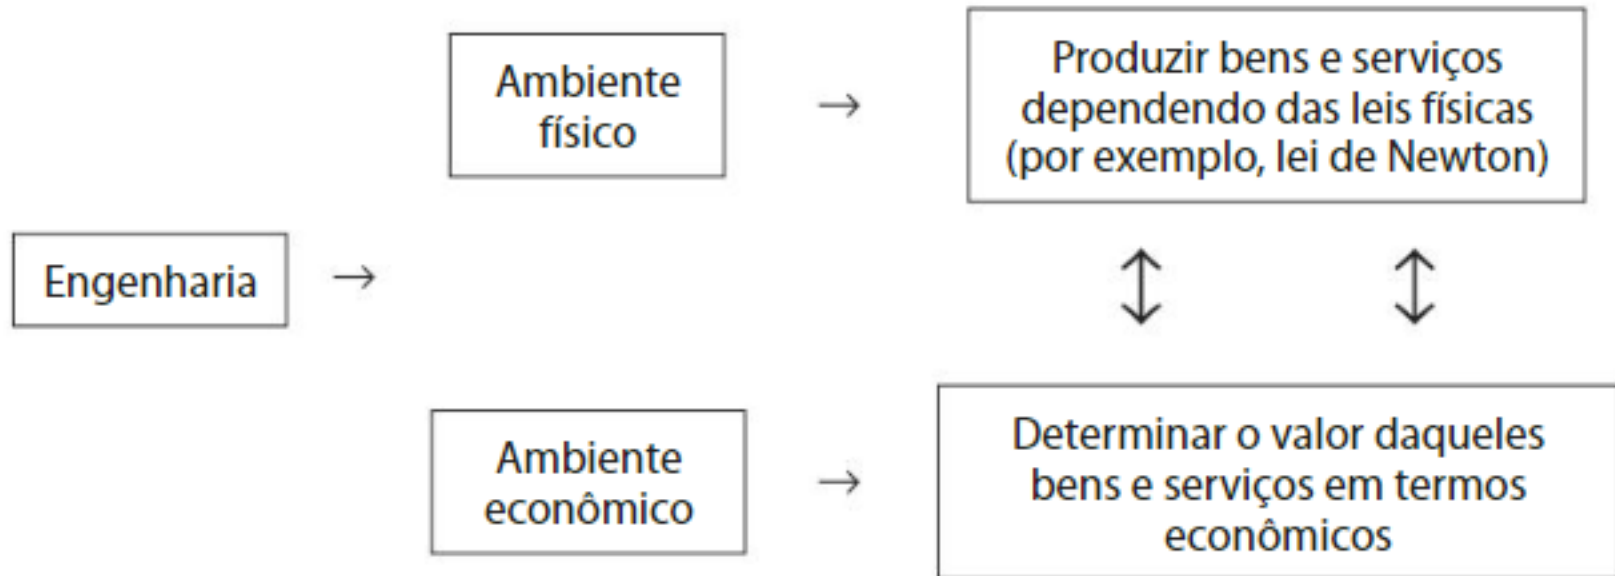 Ambiente
físico
→
Produzir bens e serviços
dependendo das leis físicas
(por exemplo, lei de Newton)
Engenharia
→
Ambiente
econômico
→
Determinar o valor daqueles
bens e serviços em termos
econômicos